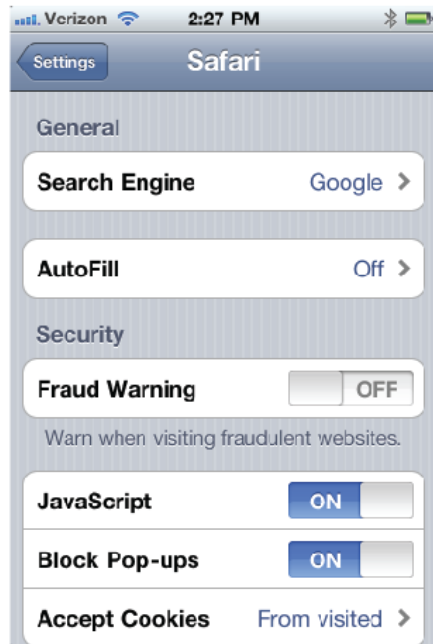 Verizon 2:27 PM
Settings Safari
General
Search Engine Google
AutoFill Off
Security
Fraud Warning OFF
Warn when visiting fraudulent websites.
JavaScript ON
Block Pop-ups ON
Accept Cookies From visited